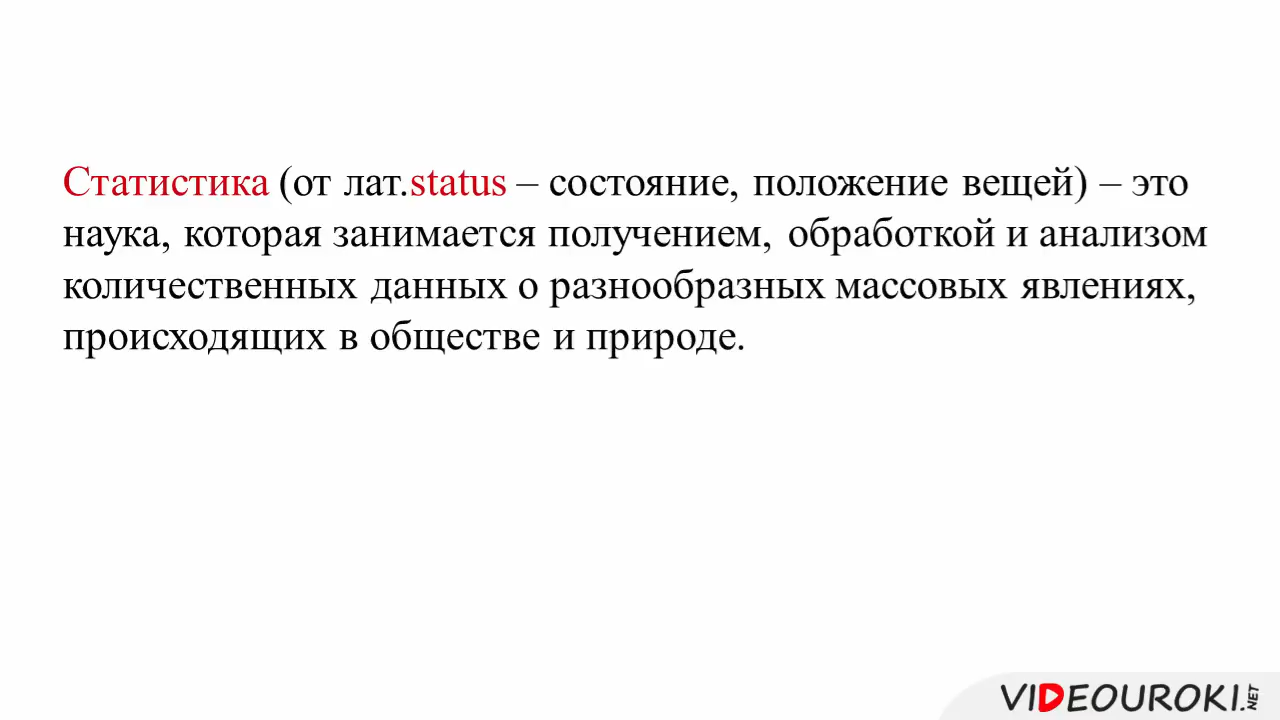 Статистика (от лат.status – состояние, положение вещей) – это
наука, которая занимается получением, обработкой и анализом
количественных данных о разнообразных массовых явлениях,
происходящих в обществе и природе.
VIDEOUROKI.NET